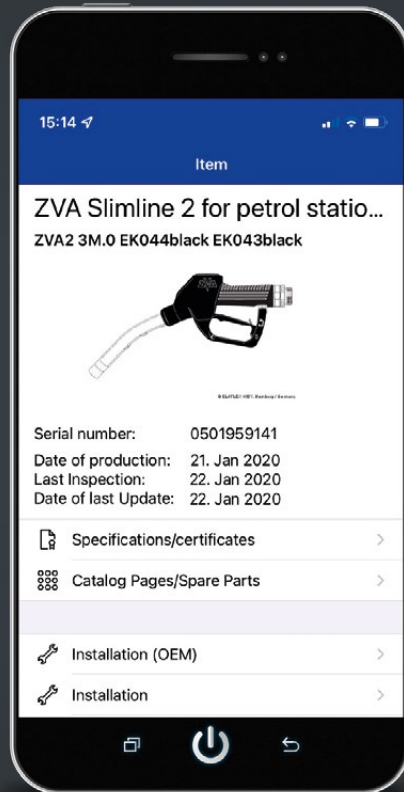 15:14
Item
ZVA Slimline 2 for petrol statio...
ZVA2 3M.0 EK044black EK043black
Serial number: 0501959141
Date of production: 21. Jan 2020
Last Inspection: 22. Jan 2020
Date of last Update: 22. Jan 2020
Specifications/certificates
Catalog Pages/Spare Parts
Installation (OEM)
Installation